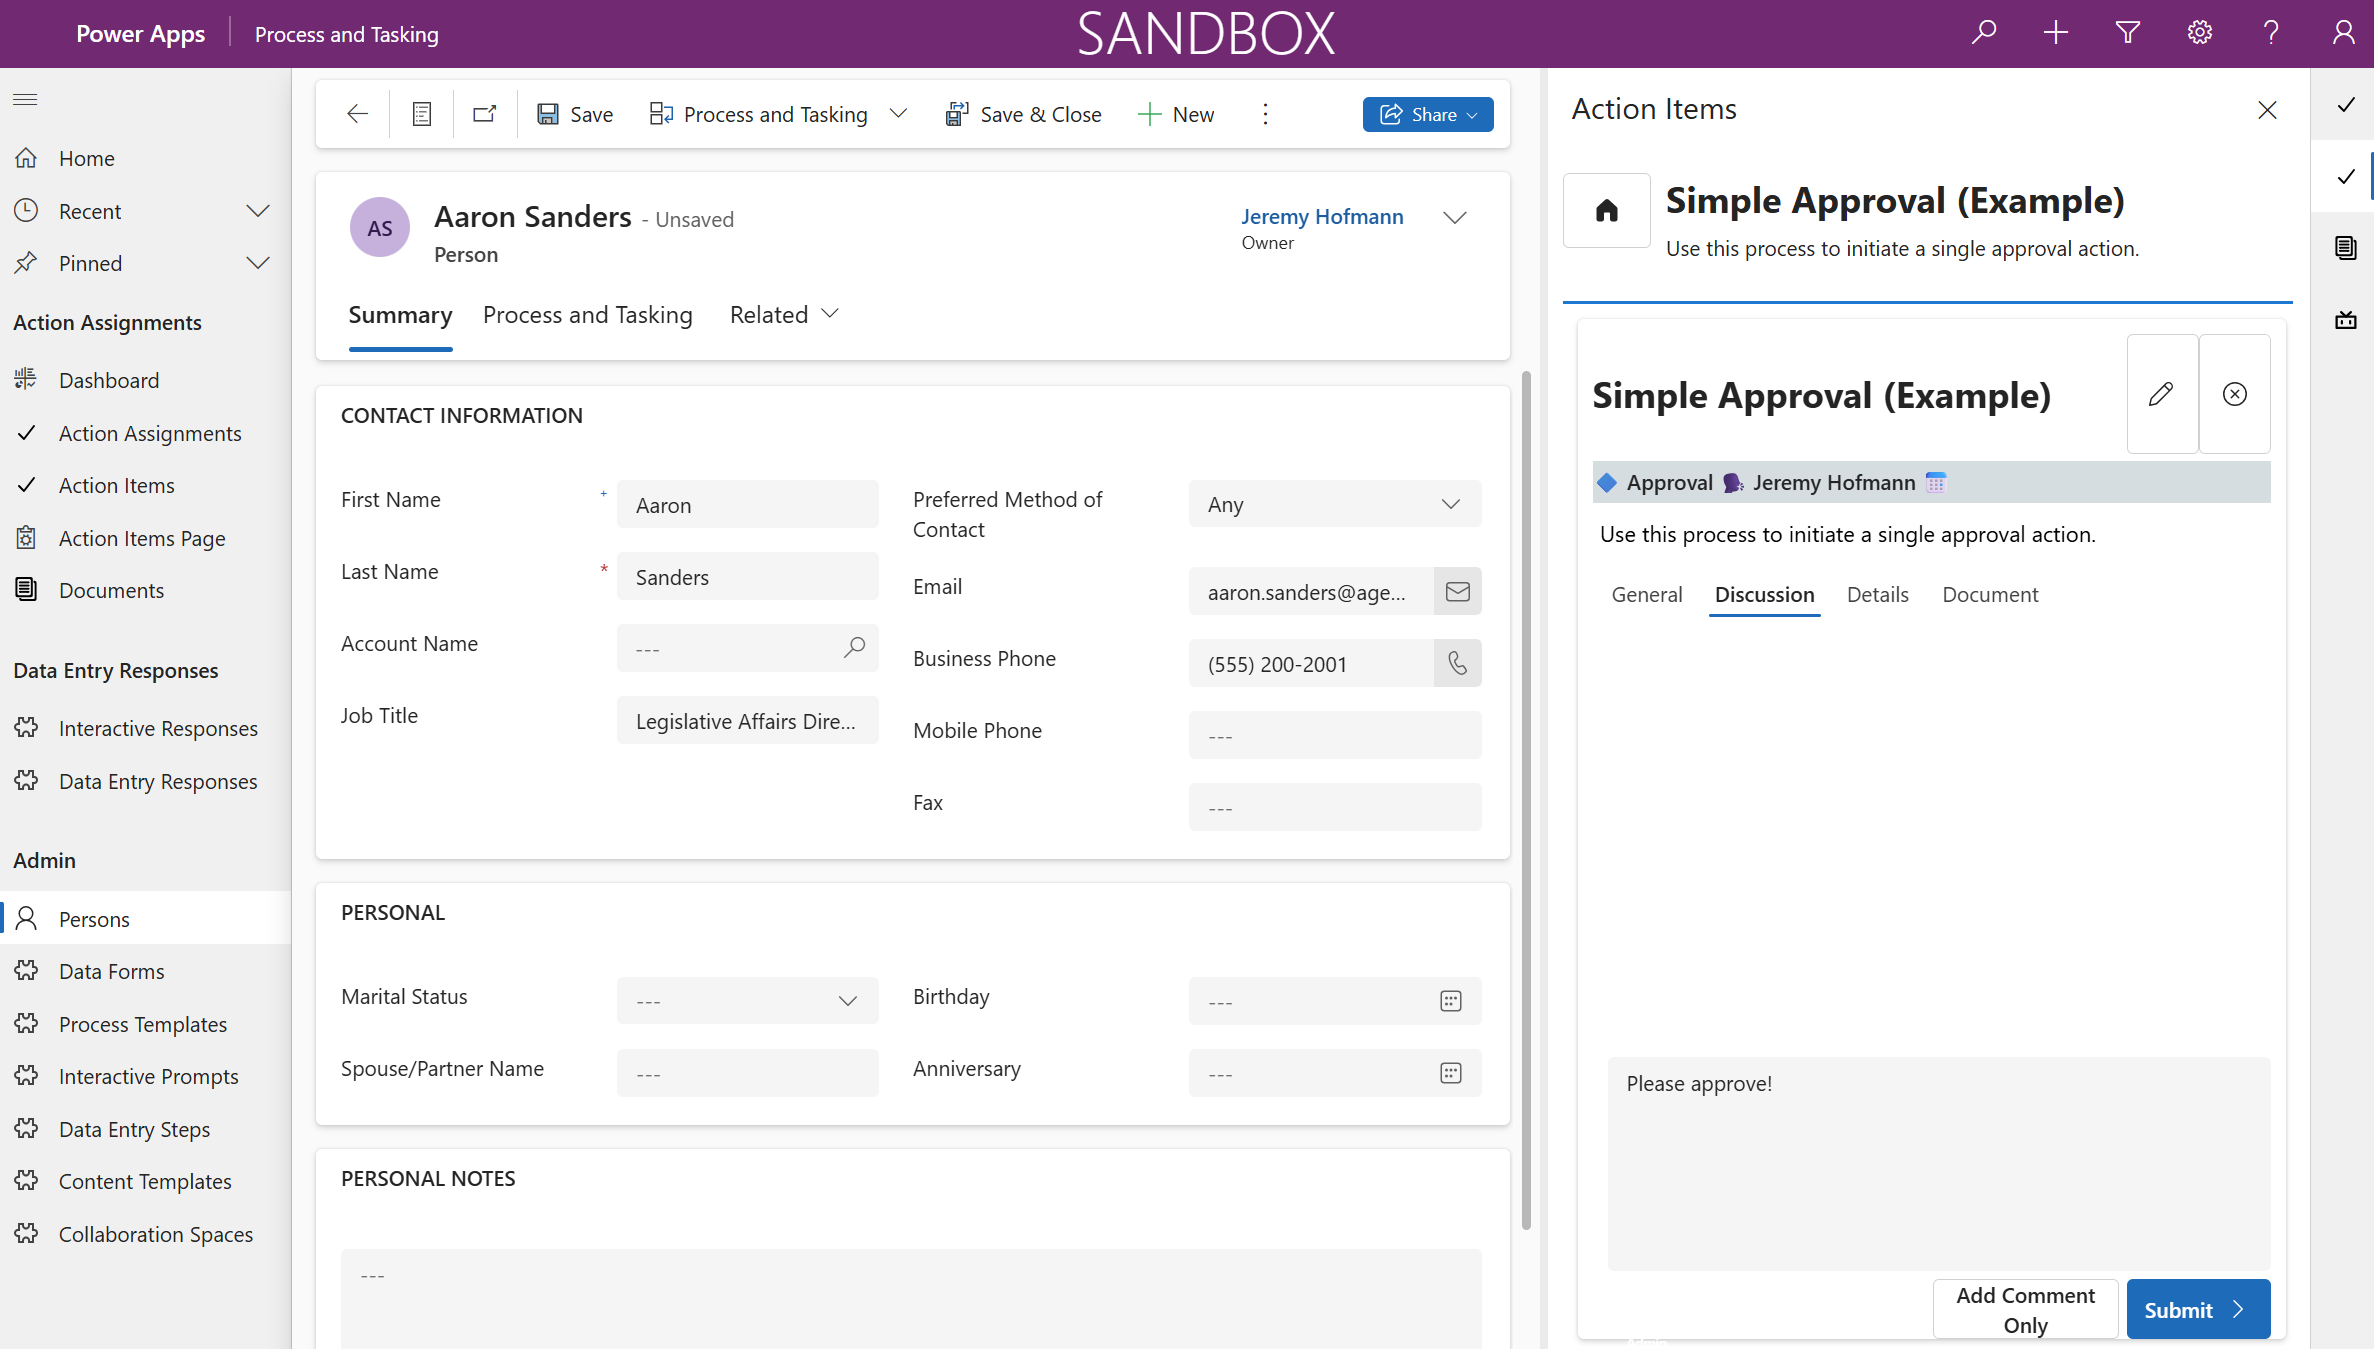 Power Apps
Process and Tasking
SANDBOX
Home
Recent
Pinned
Action Assignments
Dashboard
Action Assignments
Action Items
Action Items Page
Documents
Data Entry Responses
Interactive Responses
Data Entry Responses
Admin
Persons
Data Forms
Process Templates
Interactive Prompts
Data Entry Steps
Content Templates
Collaboration Spaces
Save
Process and Tasking
Save & Close
New
Share
AS
Aaron Sanders - Unsaved
Person
Jeremy Hofmann
Owner
Summary
Process and Tasking
Related
CONTACT INFORMATION
First Name + Aaron
Last Name * Sanders
Account Name ---
Job Title Legislative Affairs Dire...
Preferred Method of
Contact
Any
Email aaron.sanders@age...
Business Phone (555) 200-2001
Mobile Phone ---
Fax ---
PERSONAL
Marital Status ---
Spouse/Partner Name ---
Birthday ---
Anniversary ---
PERSONAL NOTES
---
Action Items
Simple Approval (Example)
Use this process to initiate a single approval action.
Simple Approval (Example)
Approval Jeremy Hofmann
Use this process to initiate a single approval action.
General
Discussion
Details
Document
Please approve!
Add Comment
Only
Submit